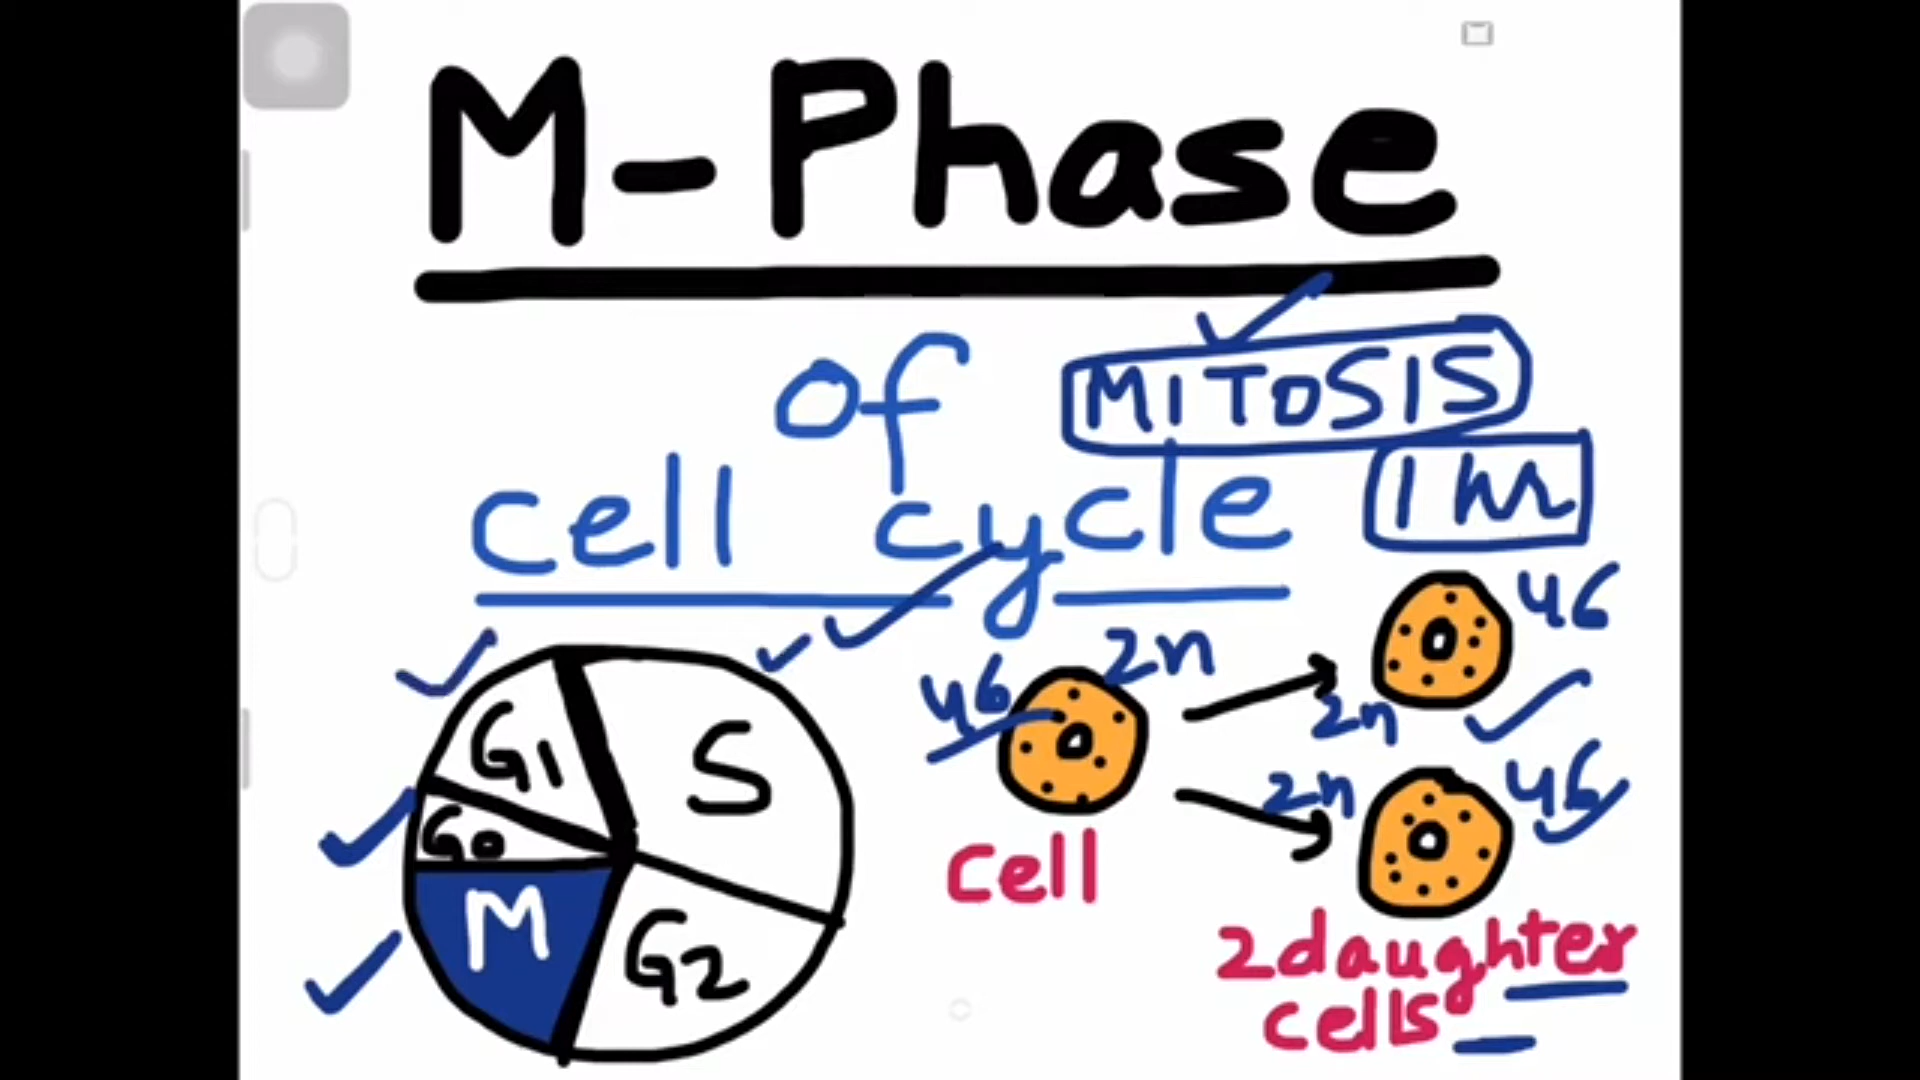 M-Phase
of
MITOSIS
cell cycle
1 hr
46
2n
46
2n
2n
46
G1
S
G0
M
G2
cell
2daughter
cells